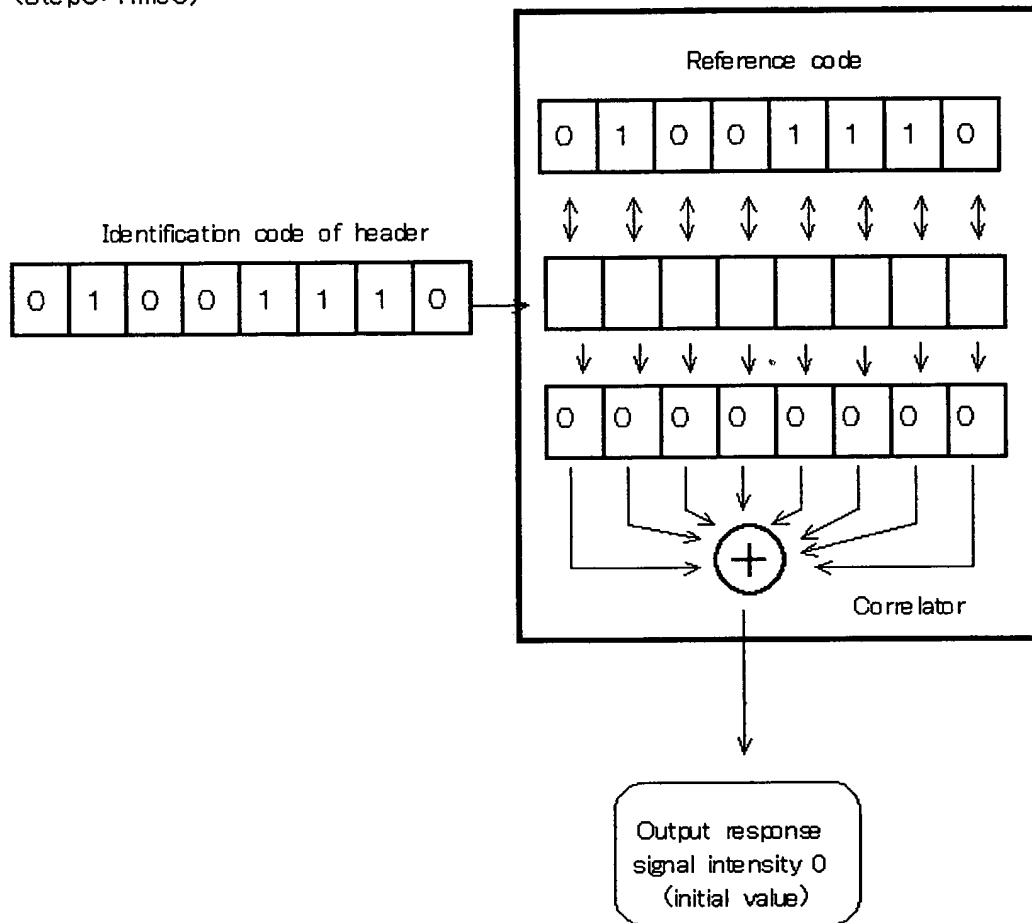 Reference code
0 1 0 0 1 1 1 0
Identification code of header
0 1 0 0 1 1 1 0
0 0 0 0 0 0 0 0
Correlator
Output response
signal intensity 0
(initial value)